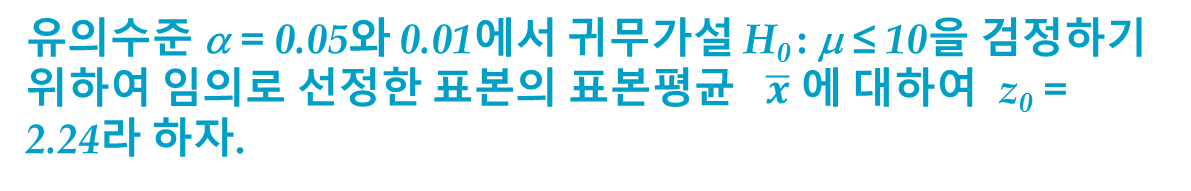 유의수준 α = 0.05와 0.01에서 귀무가설 H₀ : μ ≤ 10을 검정하기
위하여 임의로 선정한 표본의 표본평균 x̄ 에 대하여 z₀ =
2.24라 하자.